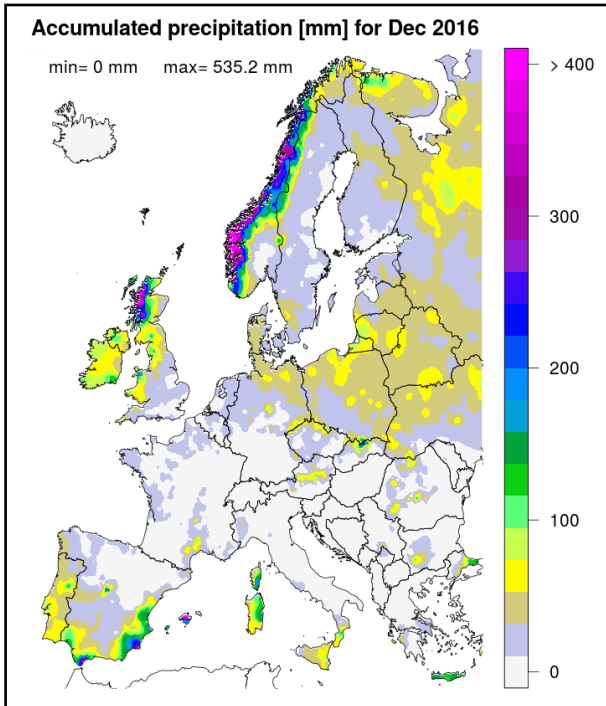 Accumulated precipitation [mm] for Dec 2016
min= 0 mm max= 535.2 mm
> 400
300
200
100
0